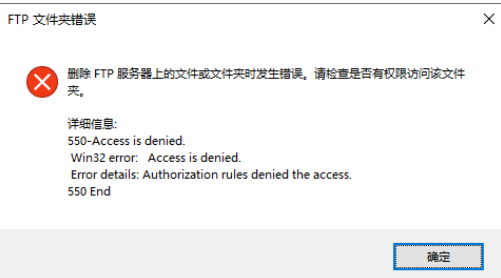 FTP 文件夹错误
删除 FTP 服务器上的文件或文件夹时发生错误。请检查是否有权限访问该文件
夹。
详细信息:
550-Access is denied.
Win32 error:   Access is denied.
Error details: Authorization rules denied the access.
550 End
确定